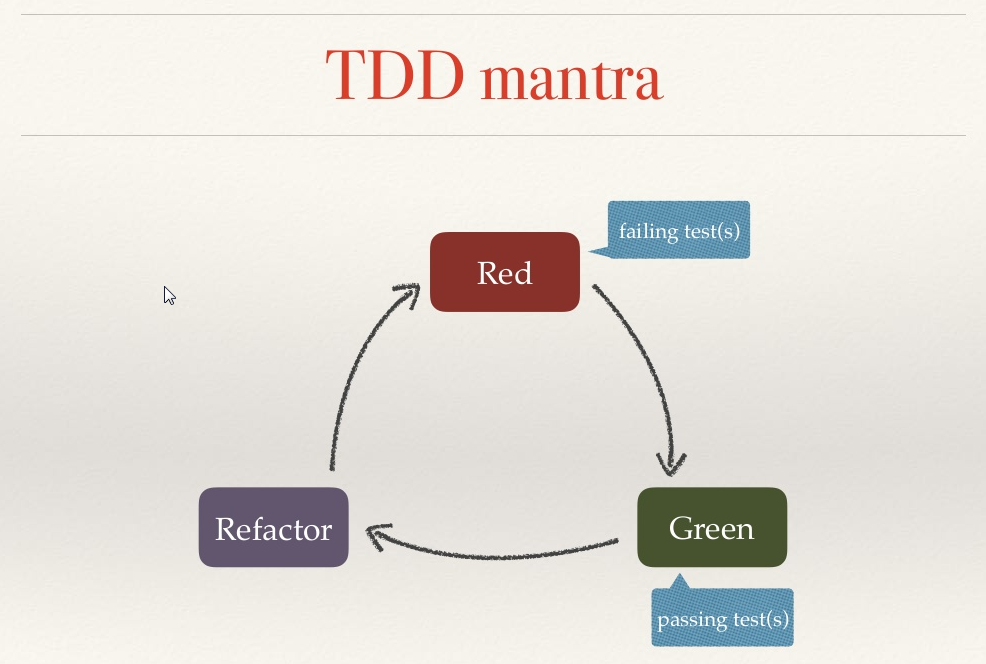 TDD mantra
failing test(s)
Red
Refactor
Green
passing test(s)